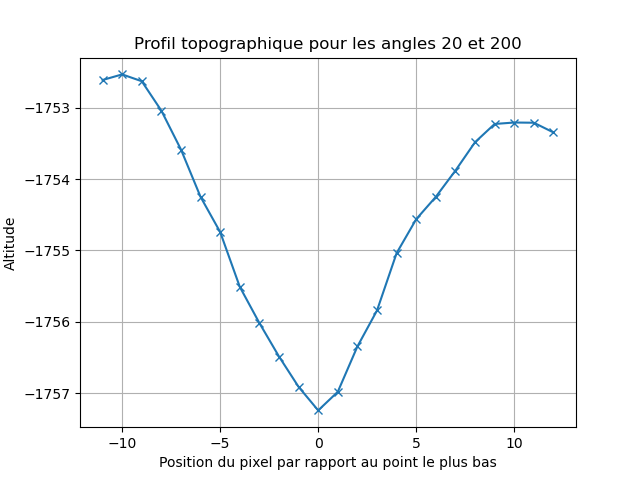 Profil topographique pour les angles 20 et 200
Altitude
−1753
−1754
−1755
−1756
−1757
−10 −5 0 5 10
Position du pixel par rapport au point le plus bas